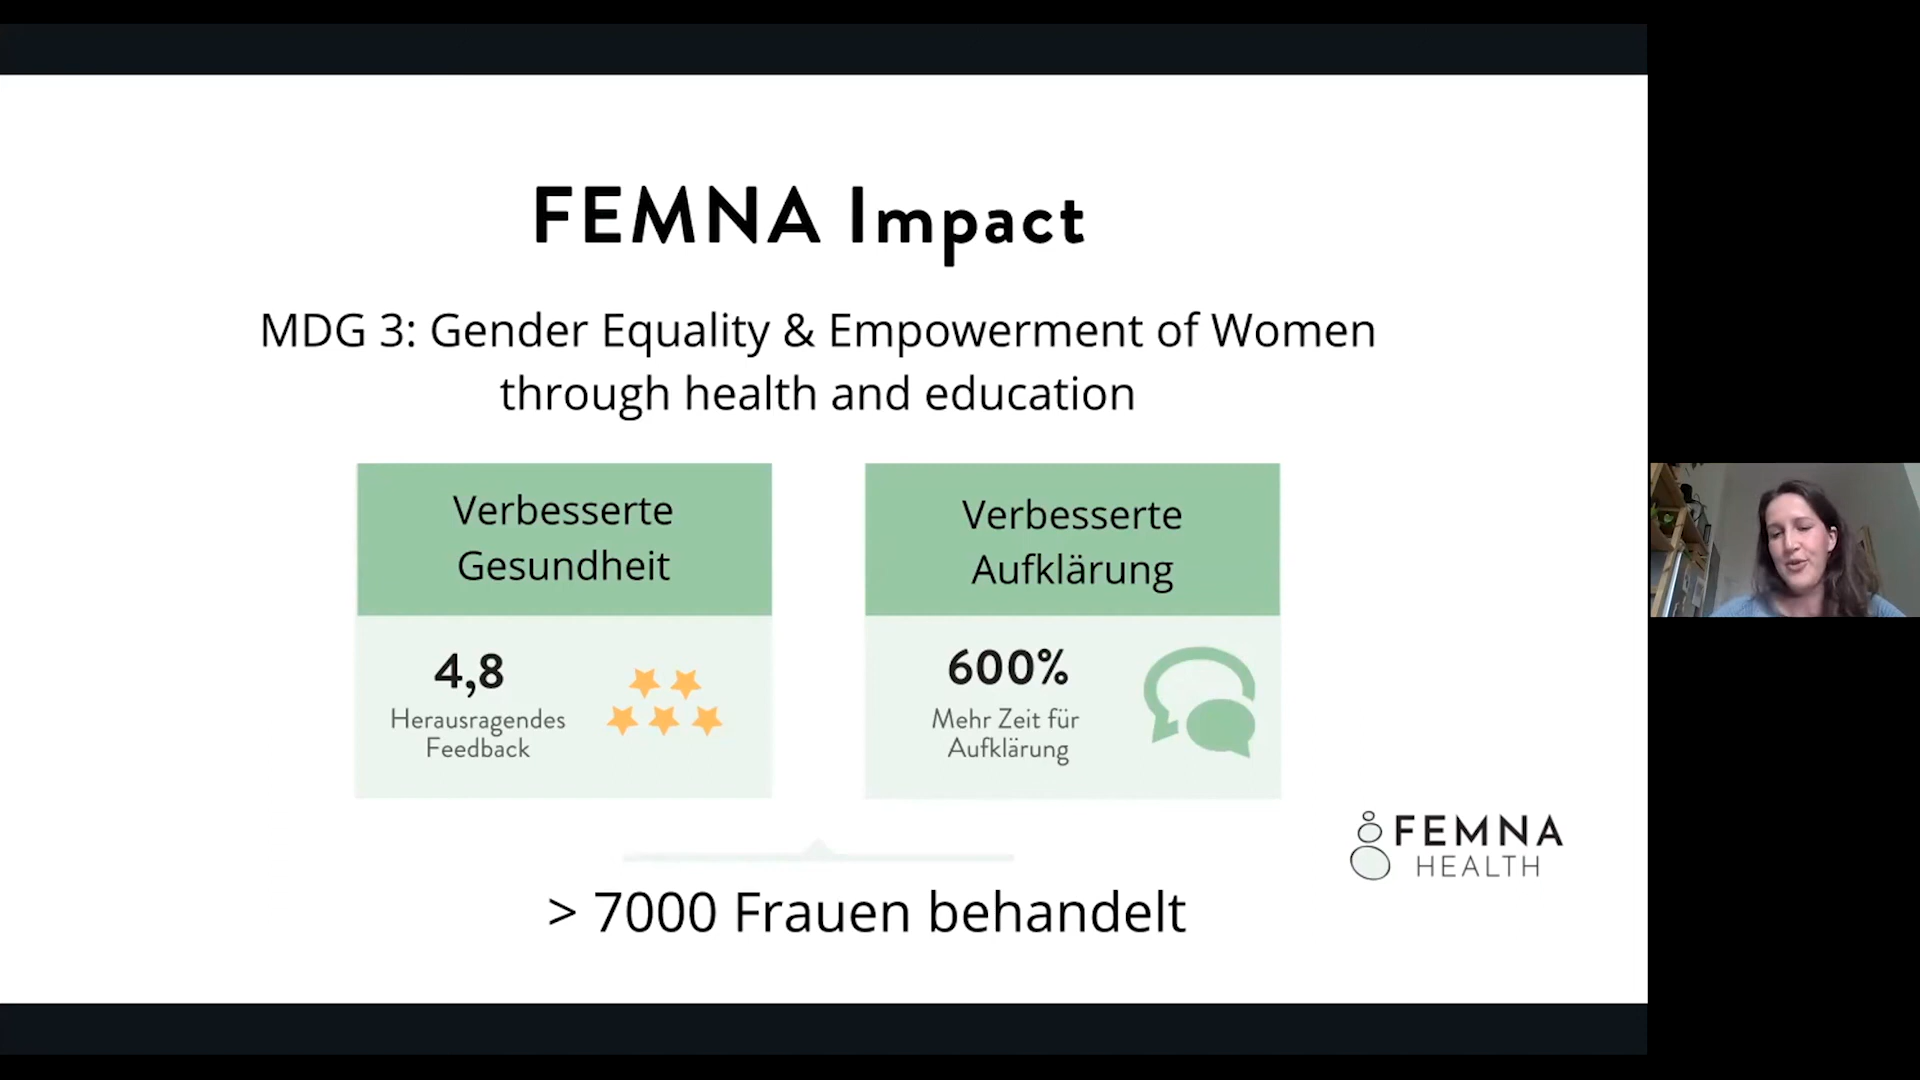 FEMNA Impact
MDG 3: Gender Equality & Empowerment of Women
through health and education
Verbesserte
Gesundheit
4,8
Herausragendes
Feedback
Verbesserte
Aufklärung
600%
Mehr Zeit für
Aufklärung
FEMNA
HEALTH
> 7000 Frauen behandelt